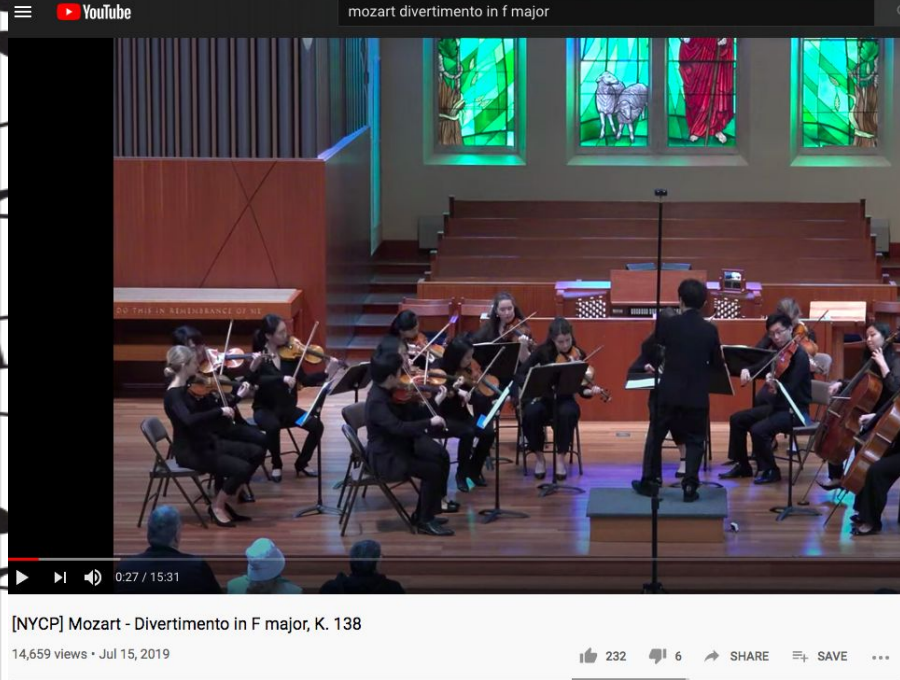 YouTube
mozart divertimento in f major
DO THIS IN REMEMBRANCE OF ME
0:27 / 15:31
[NYCP] Mozart - Divertimento in F major, K. 138
14,659 views • Jul 15, 2019
232 6 SHARE SAVE